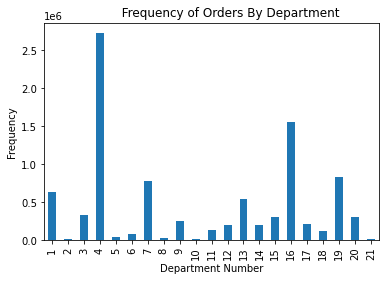 Frequency of Orders By Department
1e6
2.5
2.0
1.5
1.0
0.5
0.0
Frequency
1 2 3 4 5 6 7 8 9 10 11 12 13 14 15 16 17 18 19 20 21
Department Number